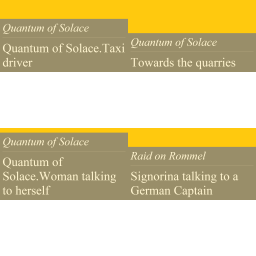 Quantum of Solace
Quantum of Solace.Taxi
driver
Quantum of Solace
Towards the quarries
Quantum of Solace
Quantum of
Solace.Woman talking
to herself
Raid on Rommel
Signorina talking to a
German Captain